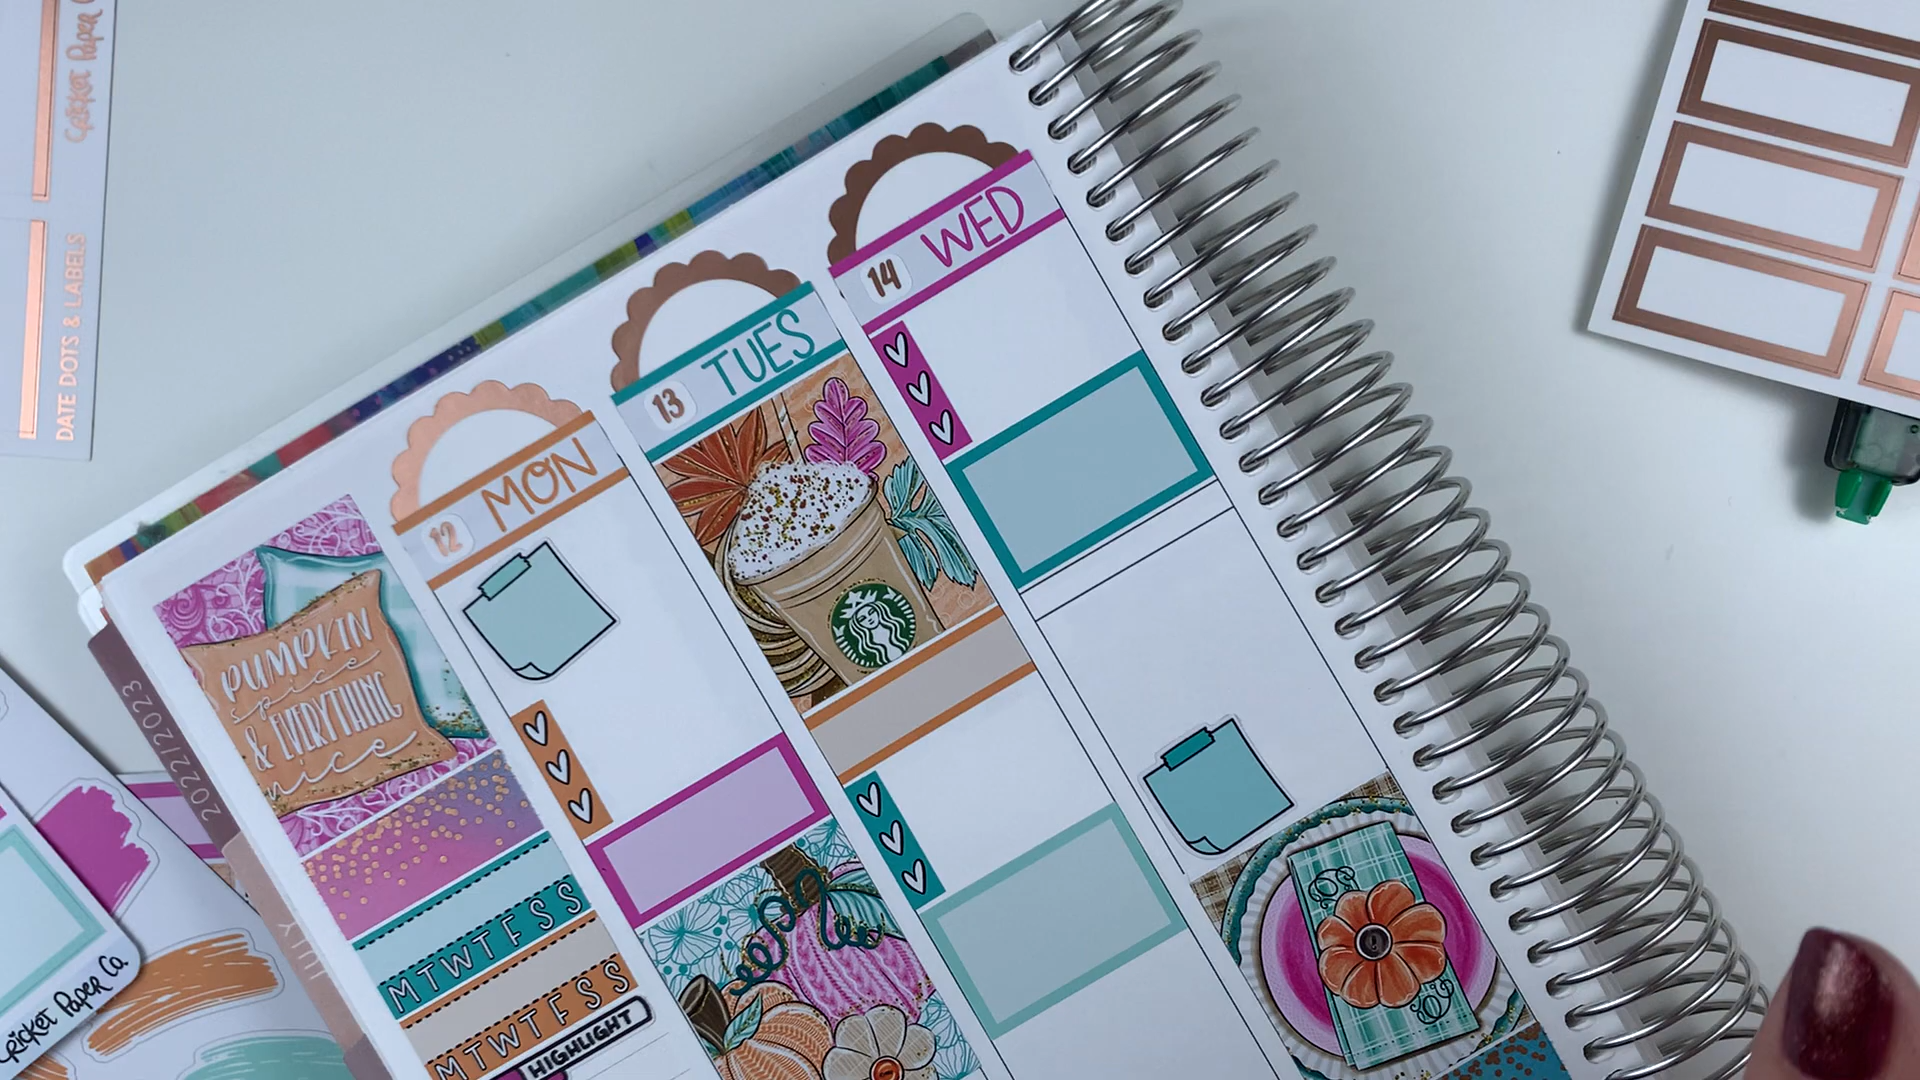 Cricket Paper C
DATE DOTS & LABELS
12 MON
13 TUES
14 WED
PUMPKIN
spice
& EVERYTHING
nice
2022/2023
JULY
M T W T F S S
M T W T F S S
HIGHLIGHT
Cricket Paper Co.